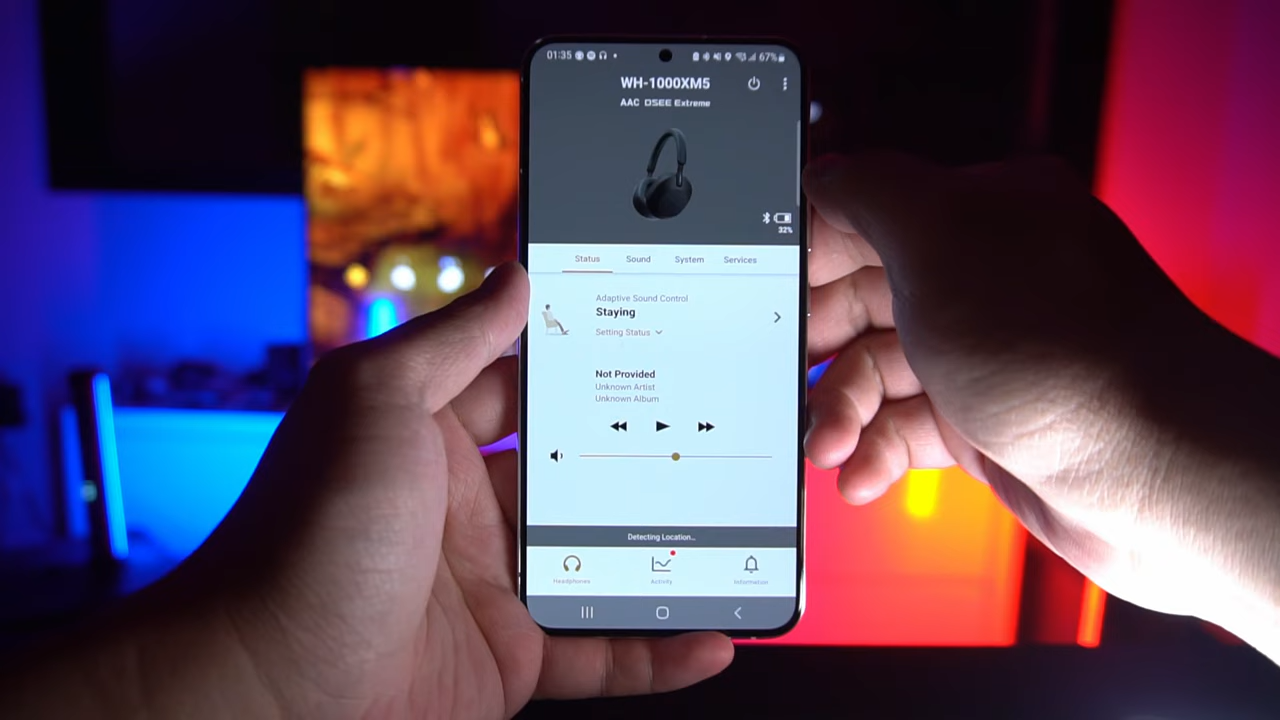 01:35
67%
WH-1000XM5
AAC DSEE Extreme
32%
Status Sound System Services
Adaptive Sound Control
Staying
Setting Status
Not Provided
Unknown Artist
Unknown Album
Detecting Location...
Headphones Activity Information